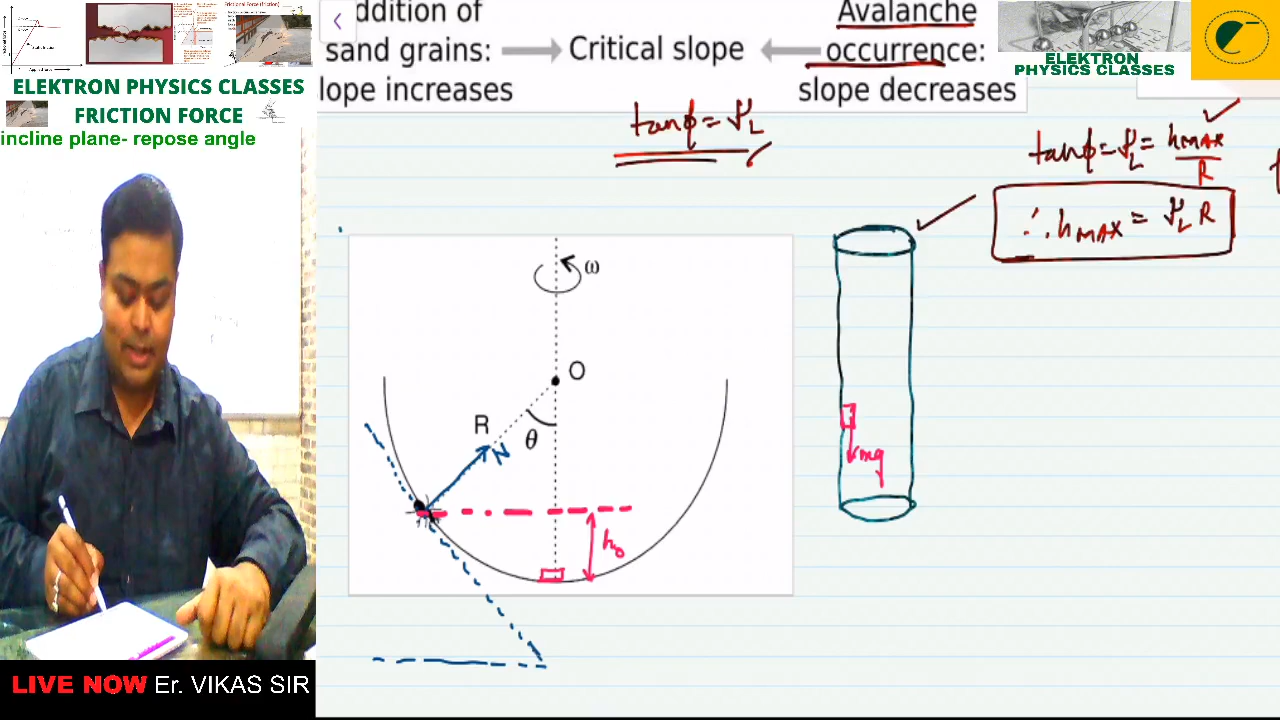 ELEKTRON PHYSICS CLASSES
FRICTION FORCE
incline plane- repose angle
ddition of
sand grains:
lope increases
Critical slope
Avalanche
occurrence:
slope decreases
ELEKTRON
PHYSICS CLASSES
tanϕ = μL
tanϕ = μL = hMAX/R
∴ hMAX = μL R
ω
O
R
θ
N
h0
mg
LIVE NOW Er. VIKAS SIR